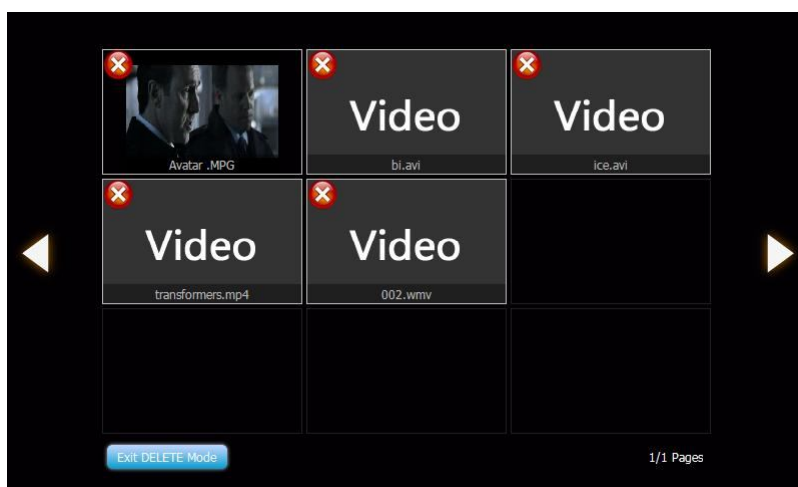 Video
Video
Avatar .MPG
bi.avi
ice.avi
Video
Video
transformers.mp4
002.wmv
Exit DELETE Mode
1/1 Pages